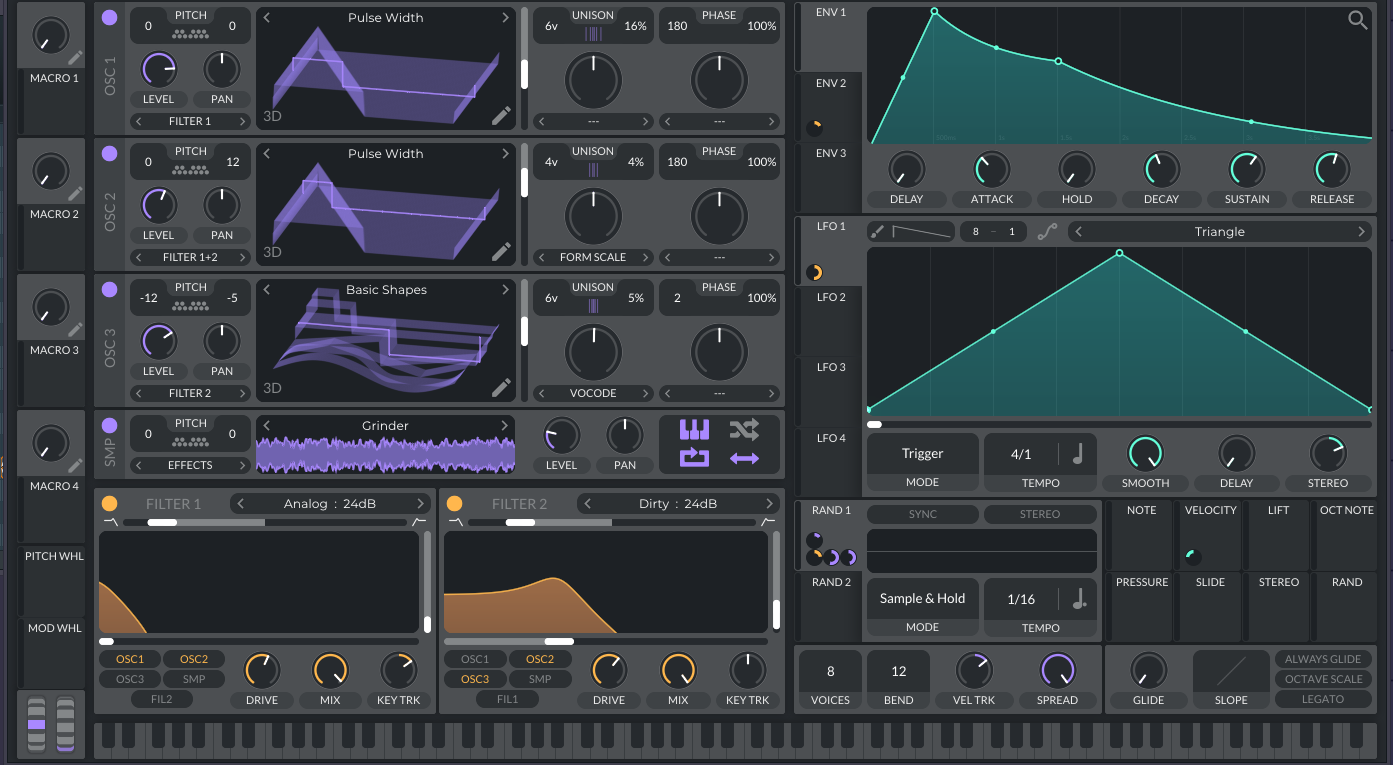 MACRO 1
MACRO 2
MACRO 3
MACRO 4
PITCH WHL
MOD WHL
OSC 1
0 PITCH 0
LEVEL PAN
FILTER 1
Pulse Width
3D
6v UNISON 16%
---
180 PHASE 100%
---
OSC 2
0 PITCH 12
LEVEL PAN
FILTER 1+2
Pulse Width
3D
4v UNISON 4%
FORM SCALE
180 PHASE 100%
---
OSC 3
-12 PITCH -5
LEVEL PAN
FILTER 2
Basic Shapes
3D
6v UNISON 5%
VOCODE
2 PHASE 100%
---
SMP
0 PITCH 0
EFFECTS
Grinder
LEVEL PAN
FILTER 1 Analog : 24dB
OSC1 OSC2
OSC3 SMP
FIL2
DRIVE MIX KEY TRK
FILTER 2 Dirty : 24dB
OSC1 OSC2
OSC3 SMP
FIL1
DRIVE MIX KEY TRK
ENV 1
ENV 2
ENV 3
DELAY ATTACK HOLD DECAY SUSTAIN RELEASE
LFO 1
LFO 2
LFO 3
LFO 4
8 - 1
Triangle
Trigger
MODE
4/1
TEMPO
SMOOTH DELAY STEREO
RAND 1
RAND 2
SYNC STEREO
Sample & Hold
MODE
1/16
TEMPO
NOTE VELOCITY LIFT OCT NOTE
PRESSURE SLIDE STEREO RAND
8
VOICES
12
BEND
VEL TRK SPREAD
GLIDE SLOPE
ALWAYS GLIDE
OCTAVE SCALE
LEGATO